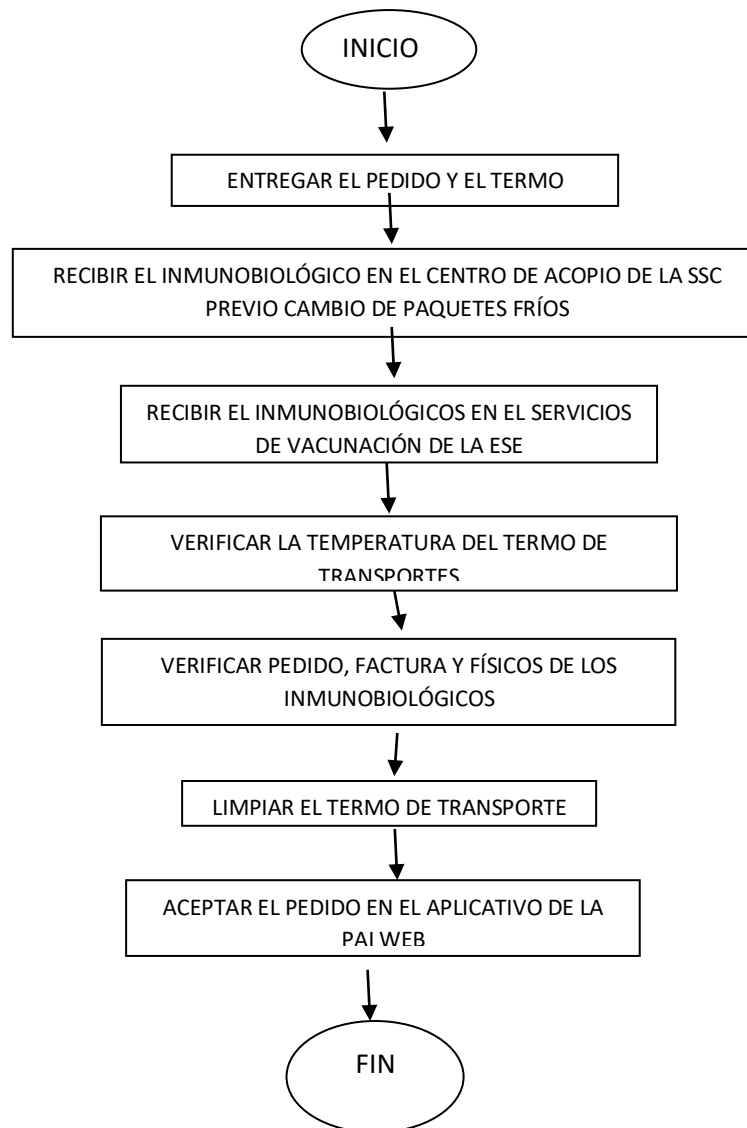 INICIO
ENTREGAR EL PEDIDO Y EL TERMO
RECIBIR EL INMUNOBIOLÓGICO EN EL CENTRO DE ACOPIO DE LA SSC
PREVIO CAMBIO DE PAQUETES FRÍOS
RECIBIR EL INMUNOBIOLÓGICOS EN EL SERVICIOS
DE VACUNACIÓN DE LA ESE
VERIFICAR LA TEMPERATURA DEL TERMO DE
TRANSPORTES
VERIFICAR PEDIDO, FACTURA Y FÍSICOS DE LOS
INMUNOBIOLÓGICOS
LIMPIAR EL TERMO DE TRANSPORTE
ACEPTAR EL PEDIDO EN EL APLICATIVO DE LA
PAI WEB
FIN